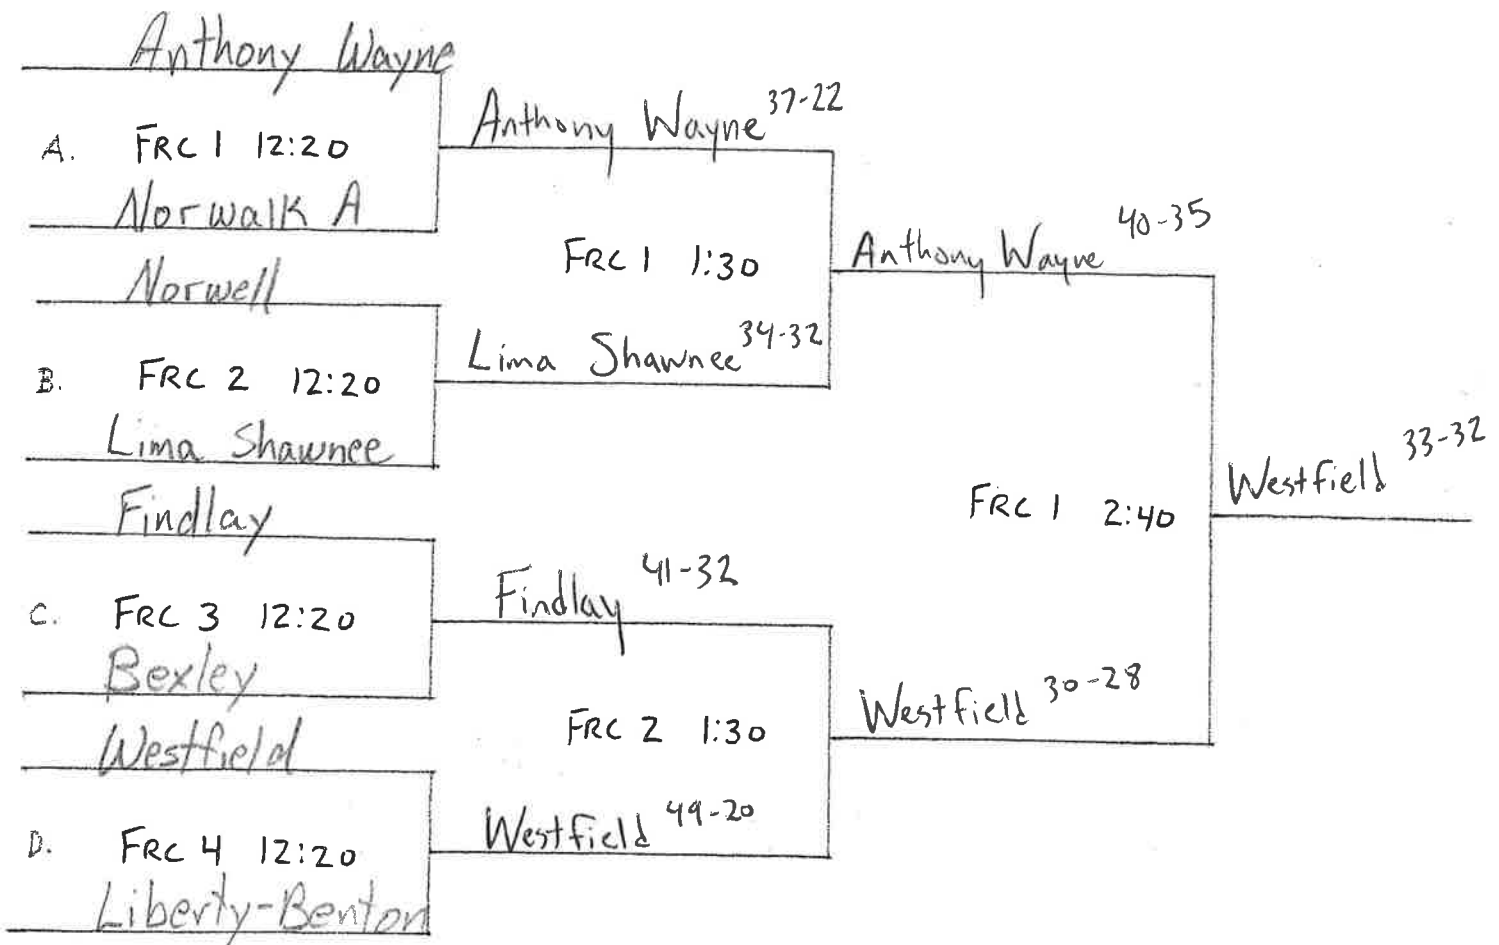 Anthony Wayne
A. FRC 1 12:20
Norwalk A
Norwell
B. FRC 2 12:20
Lima Shawnee
Findlay
C. FRC 3 12:20
Bexley
Westfield
D. FRC 4 12:20
Liberty-Benton
Anthony Wayne 37-22
FRC 1 1:30
Lima Shawnee 34-32
Findlay 41-32
FRC 2 1:30
Westfield 49-20
Anthony Wayne 40-35
FRC 1 2:40
Westfield 30-28
Westfield 33-32